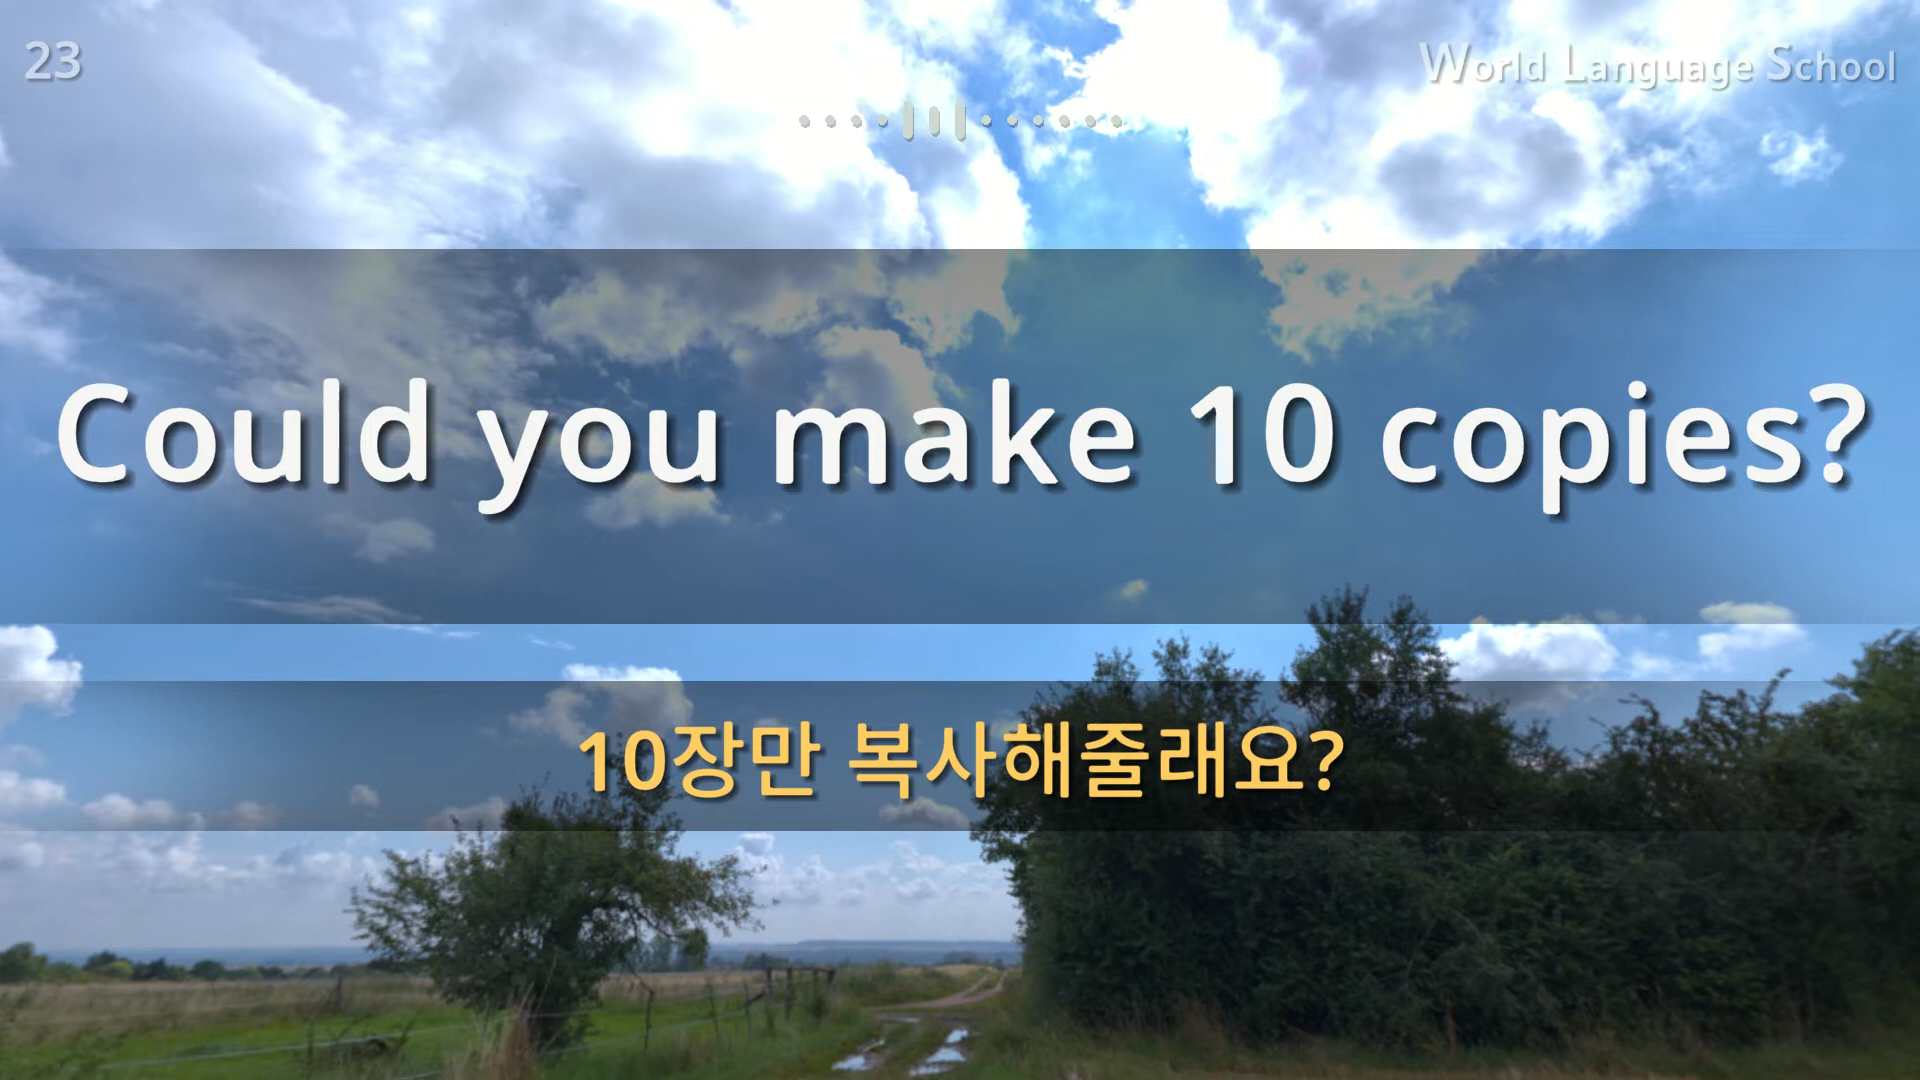 23
World Language School
Could you make 10 copies?
10장만 복사해줄래요?